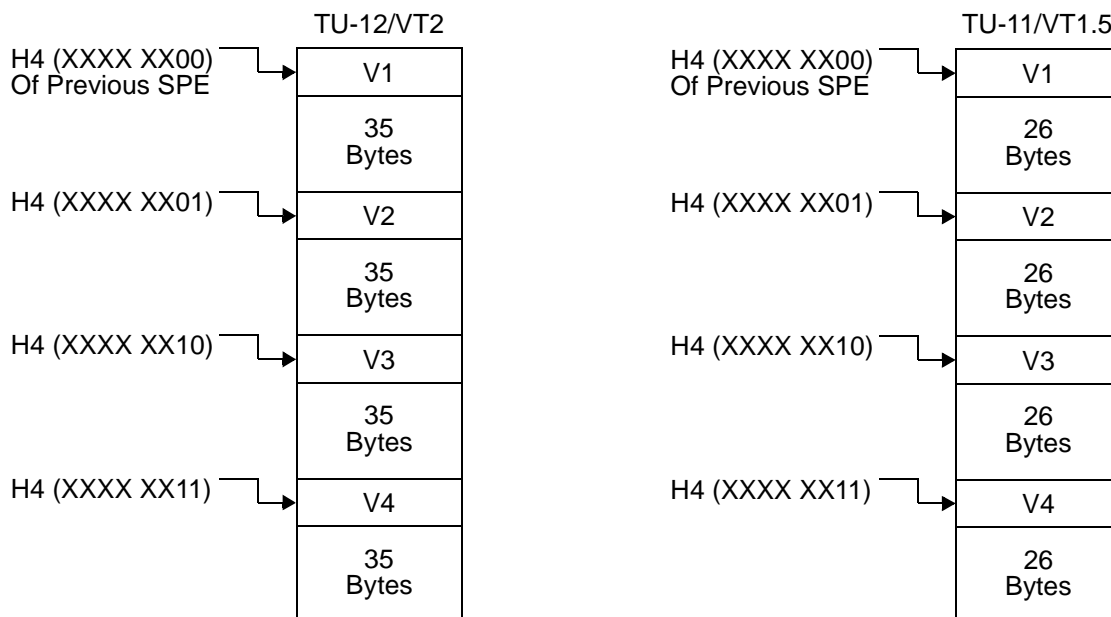 TU-12/VT2
H4 (XXXX XX00)
Of Previous SPE
V1
35
Bytes
H4 (XXXX XX01)
V2
35
Bytes
H4 (XXXX XX10)
V3
35
Bytes
H4 (XXXX XX11)
V4
35
Bytes
TU-11/VT1.5
H4 (XXXX XX00)
Of Previous SPE
V1
26
Bytes
H4 (XXXX XX01)
V2
26
Bytes
H4 (XXXX XX10)
V3
26
Bytes
H4 (XXXX XX11)
V4
26
Bytes